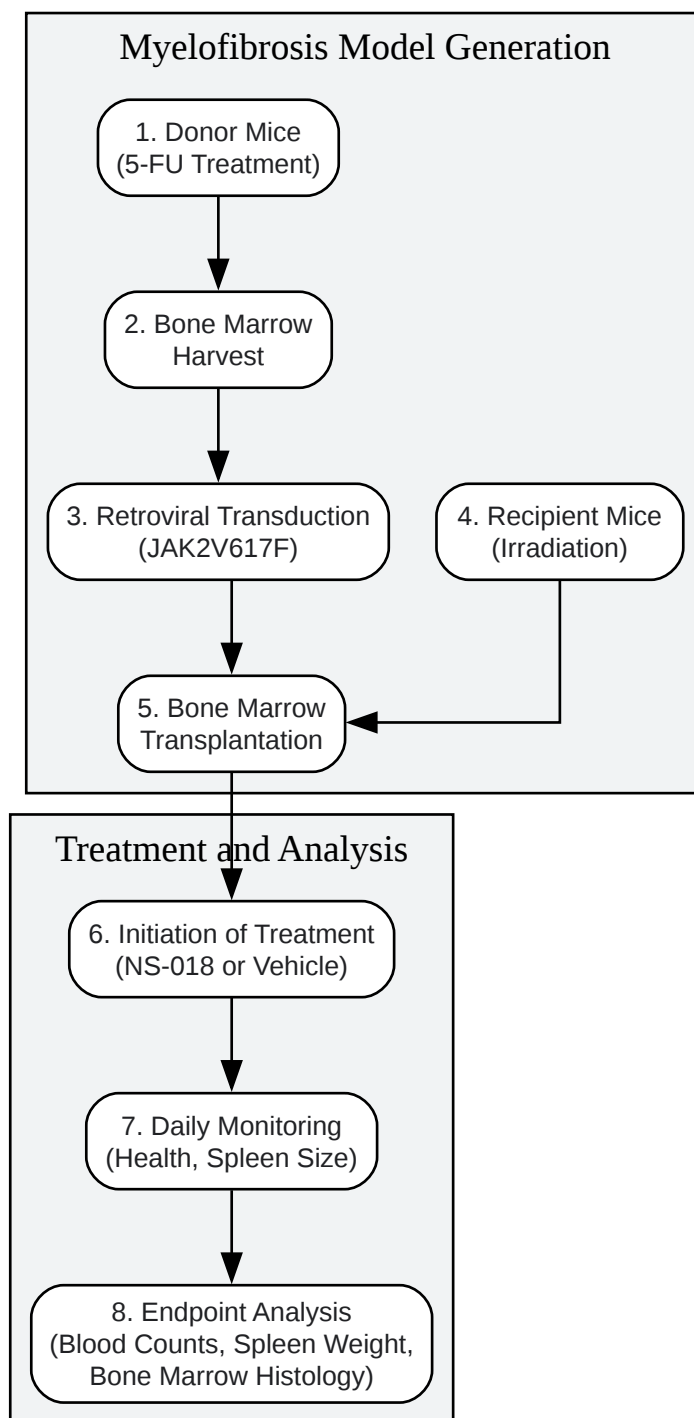 Myelofibrosis Model Generation
1. Donor Mice
(5-FU Treatment)
2. Bone Marrow
Harvest
3. Retroviral Transduction
(JAK2V617F)
4. Recipient Mice
(Irradiation)
5. Bone Marrow
Transplantation
Treatment and Analysis
6. Initiation of Treatment
(NS-018 or Vehicle)
7. Daily Monitoring
(Health, Spleen Size)
8. Endpoint Analysis
(Blood Counts, Spleen Weight,
Bone Marrow Histology)